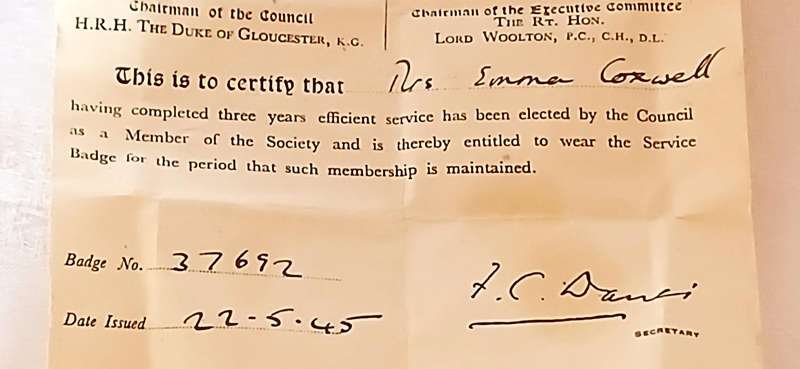 Chairman of the Council
H.R.H. THE DUKE OF GLOUCESTER, K.G.
Chairman of the Executive Committee
THE RT. HON.
LORD WOOLTON, P.C., C.H., D.L.
This is to certify that Mrs Emma Coxwell
having completed three years efficient service has been elected by the Council
as a Member of the Society and is thereby entitled to wear the Service
Badge for the period that such membership is maintained.
Badge No. 37692
Date Issued 22-5-45
F. C.
SECRETARY